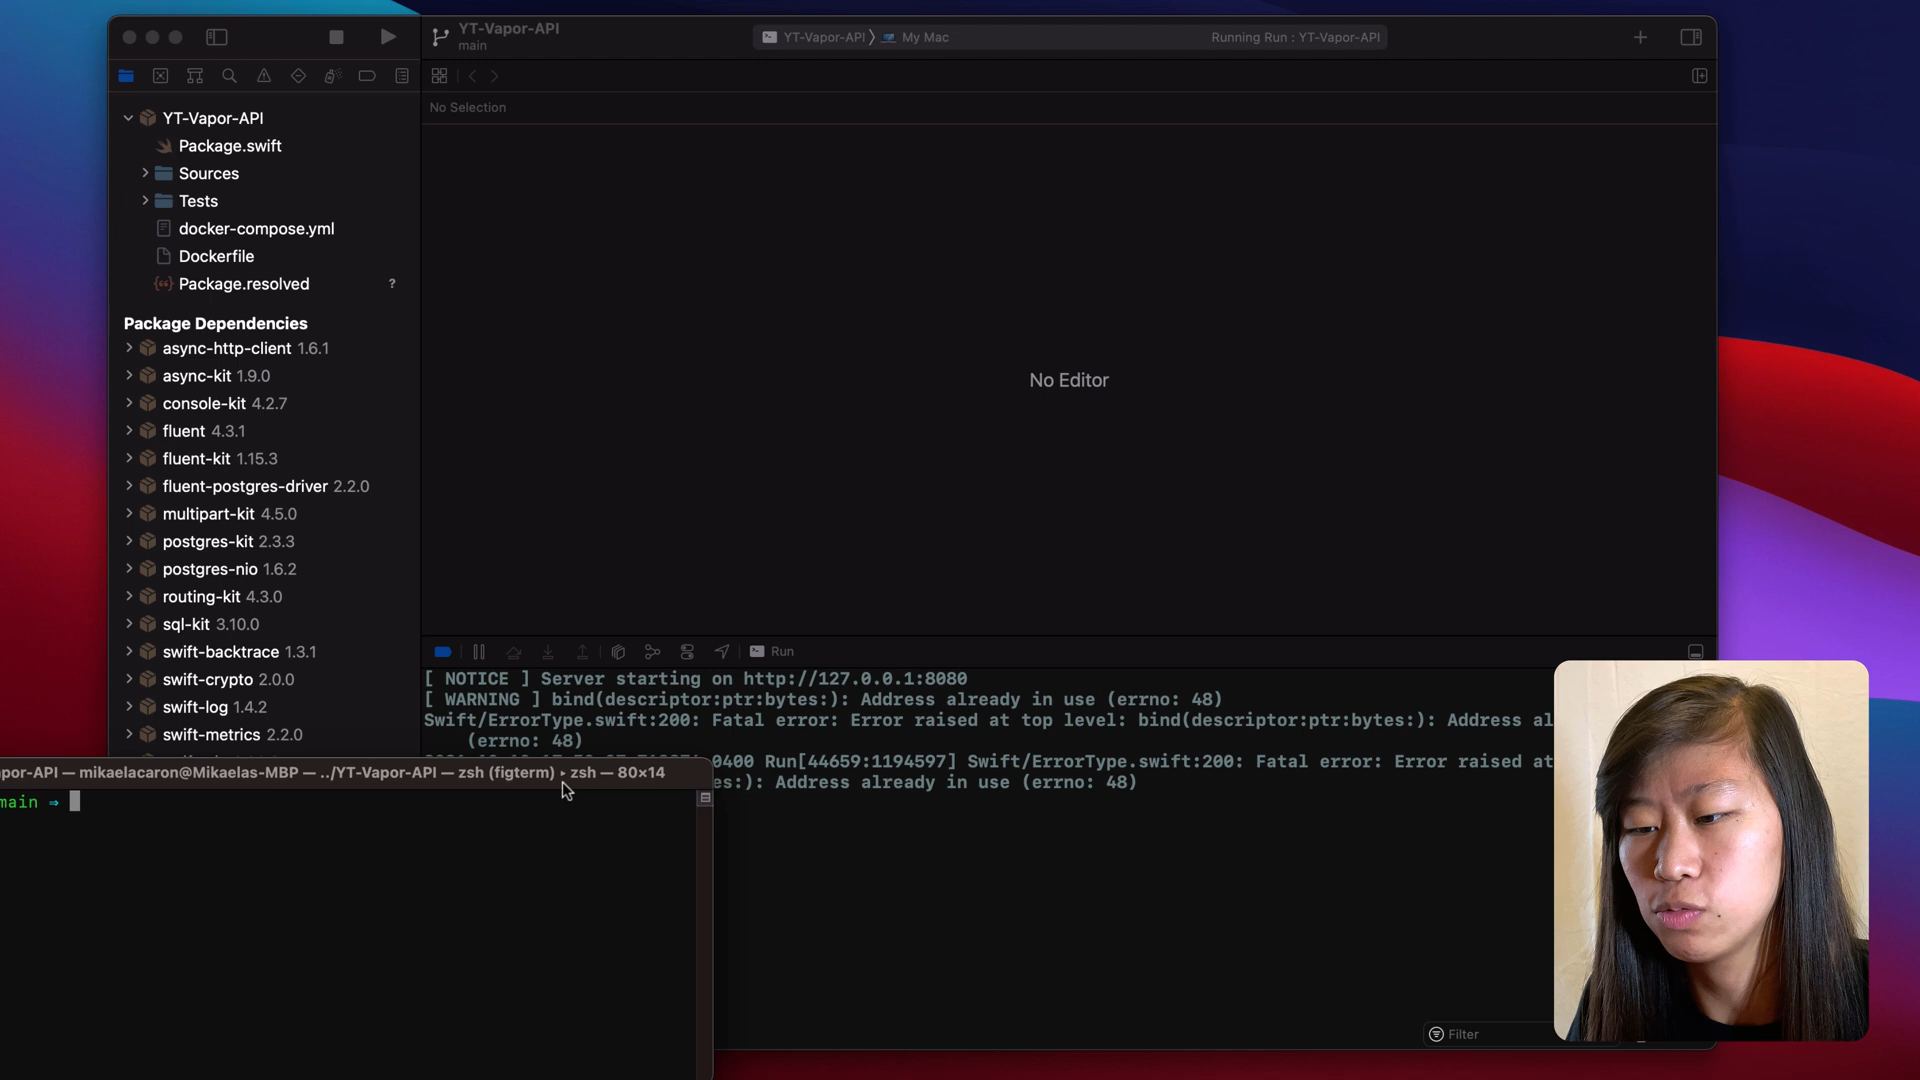 YT-Vapor-API
main
YT-Vapor-API
My Mac
Running Run : YT-Vapor-API
No Selection
YT-Vapor-API
Package.swift
Sources
Tests
docker-compose.yml
Dockerfile
Package.resolved ?
Package Dependencies
async-http-client 1.6.1
async-kit 1.9.0
console-kit 4.2.7
fluent 4.3.1
fluent-kit 1.15.3
fluent-postgres-driver 2.2.0
multipart-kit 4.5.0
postgres-kit 2.3.3
postgres-nio 1.6.2
routing-kit 4.3.0
sql-kit 3.10.0
swift-backtrace 1.3.1
swift-crypto 2.0.0
swift-log 1.4.2
swift-metrics 2.2.0
No Editor
Run
[ NOTICE ] Server starting on http://127.0.0.1:8080
[ WARNING ] bind(descriptor:ptr:bytes:): Address already in use (errno: 48)
Swift/ErrorType.swift:200: Fatal error: Error raised at top level: bind(descriptor:ptr:bytes:): Address al
(errno: 48)
0400 Run[44659:1194597] Swift/ErrorType.swift:200: Fatal error: Error raised at
es:): Address already in use (errno: 48)
Filter
por-API — mikaelacaron@Mikaelas-MBP — ../YT-Vapor-API — zsh (figterm) ▸ zsh — 80×14
main ⇒